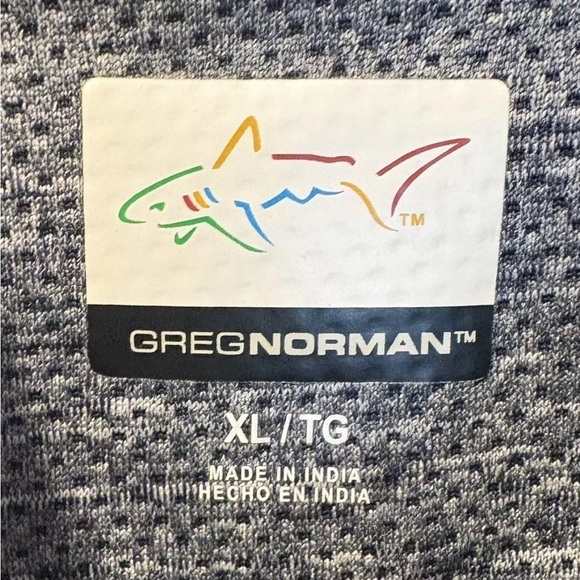 TM
GREGNORMAN™
XL / TG
MADE IN INDIA
HECHO EN INDIA